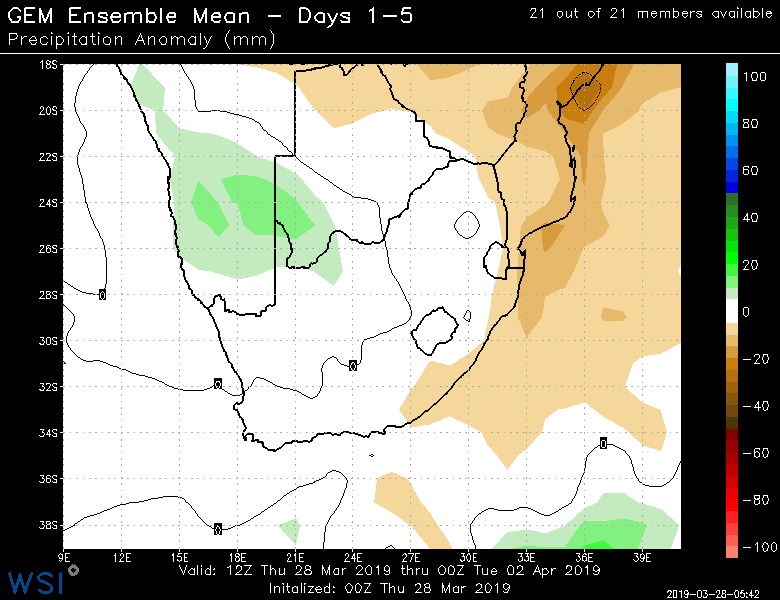 GEM Ensemble Mean – Days 1–5
21 out of 21 members available
Precipitation Anomaly (mm)
18S
20S
22S
24S
26S
28S
30S
32S
34S
36S
38S
9E 12E 15E 18E 21E 24E 27E 30E 33E 36E 39E
100
80
60
40
20
0
−20
−40
−60
−80
−100
0
0
0
0
0
Valid: 12Z Thu 28 Mar 2019 thru 00Z Tue 02 Apr 2019
Initalized: 00Z Thu 28 Mar 2019
WSI
2019-03-28-05:42